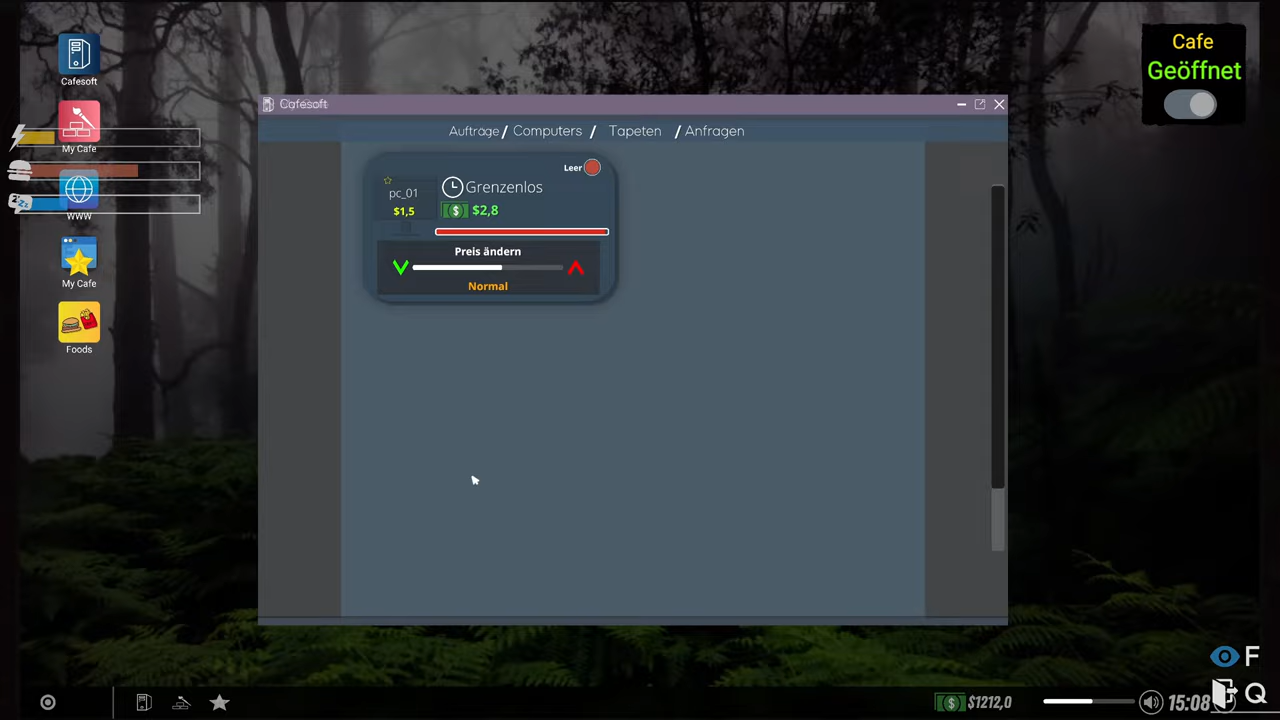 Cafesoft
My Cafe
WWW
My Cafe
Foods
Cafe
Geöffnet
Cafesoft
Aufträge / Computers / Tapeten / Anfragen
Leer
pc_01
$1,5
Grenzenlos
$2,8
Preis ändern
Normal
F
Q
$1212,0
15:08